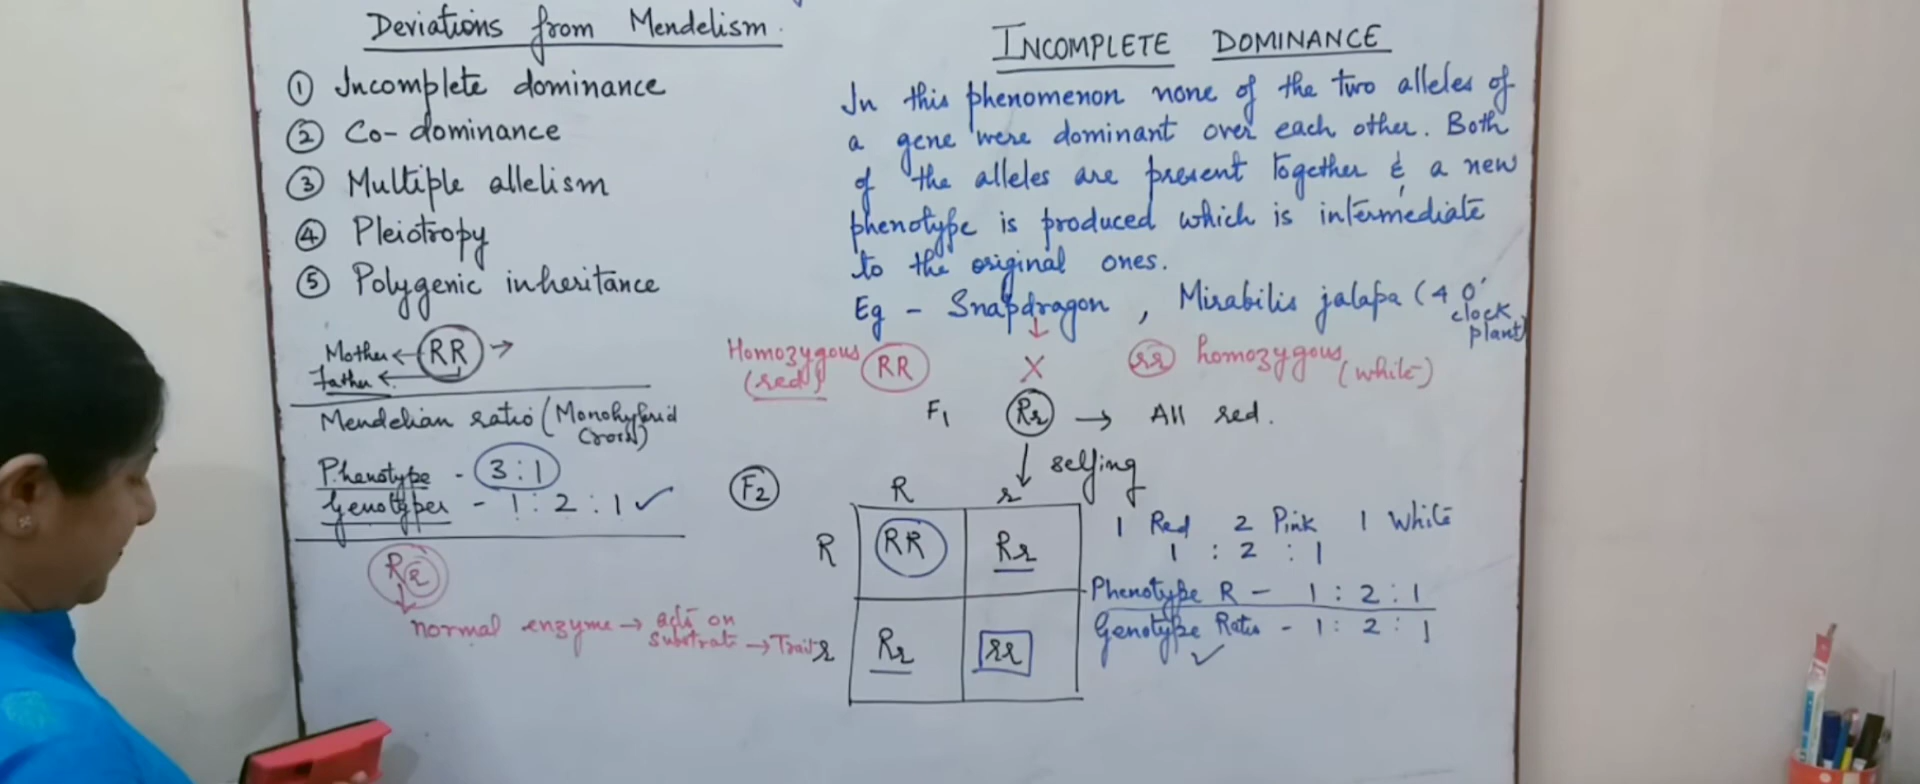 Deviations from Mendelism.
① Incomplete dominance
② Co-dominance
③ Multiple allelism
④ Pleiotropy
⑤ Polygenic inheritance
Mother ← RR →
Father ←
Mendelian ratio (Monohybrid
Cross)
Phenotype - 3:1
Genotypes - 1:2:1 ✓
Rr
↓
normal enzyme → acts on
substrate → Trait
INCOMPLETE DOMINANCE
In this phenomenon none of the two alleles of
a gene were dominant over each other. Both
of the alleles are present together & a new
phenotype is produced which is intermediate
to the original ones.
Eg - Snapdragon, Mirabilis jalapa (4 O'
clock
plant)
↓
Homozygous RR X rr homozygous (white)
(red)
F1 Rr → All red.
↓ selfing
F2
R r
R RR Rr
r Rr rr
1 Red 2 Pink 1 White
1 : 2 : 1
Phenotype R - 1:2:1
Genotype Ratio - 1:2:1
✓